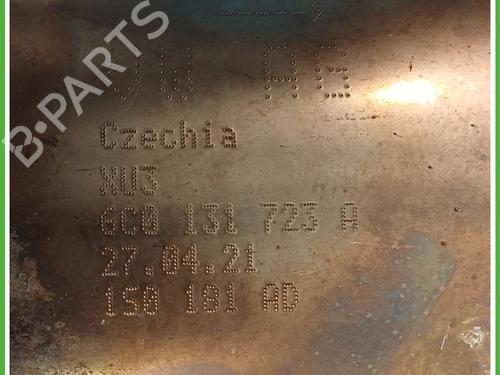 ---->
VW AG
Czechia
XU3
6C0 131 723 A
27.04.21
1S0 181 AD
B-PARTS